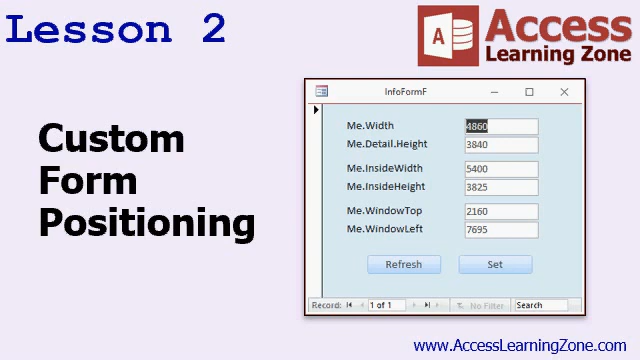 Lesson 2
A
Access
Learning Zone
InfoFormF
Custom
Form
Positioning
Me.Width 4860
Me.Detail.Height 3840
Me.InsideWidth 5400
Me.InsideHeight 3825
Me.WindowTop 2160
Me.WindowLeft 7695
Refresh Set
Record: 1 of 1 No Filter Search
www.AccessLearningZone.com